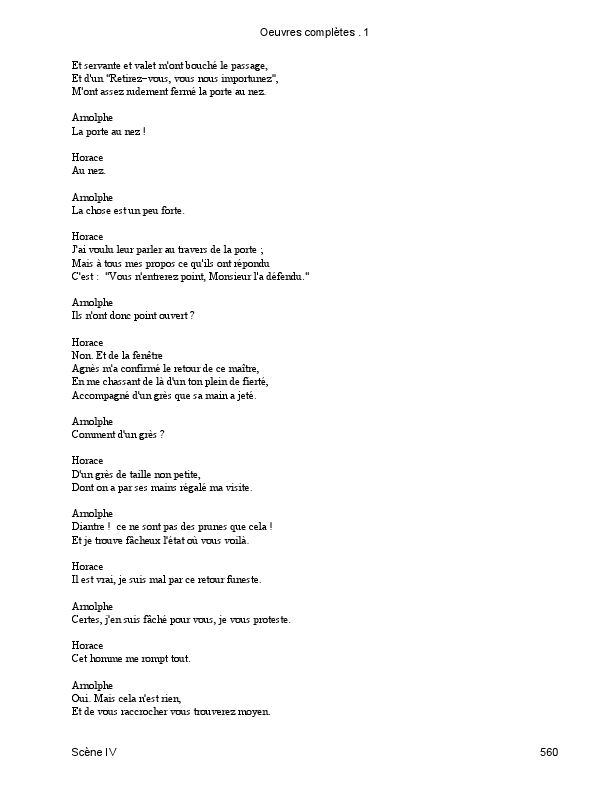 Oeuvres complètes . 1
Et servante et valet m'ont bouché le passage,
Et d'un "Retirez-vous, vous nous importunez",
M'ont assez rudement fermé la porte au nez.
Arnolphe
La porte au nez !
Horace
Au nez.
Arnolphe
La chose est un peu forte.
Horace
J'ai voulu leur parler au travers de la porte ;
Mais à tous mes propos ce qu'ils ont répondu
C'est : "Vous n'entrerez point, Monsieur l'a défendu."
Arnolphe
Ils n'ont donc point ouvert ?
Horace
Non. Et de la fenêtre
Agnès m'a confirmé le retour de ce maître,
En me chassant de là d'un ton plein de fierté,
Accompagné d'un grès que sa main a jeté.
Arnolphe
Comment d'un grès ?
Horace
D'un grès de taille non petite,
Dont on a par ses mains régalé ma visite.
Arnolphe
Diantre ! ce ne sont pas des prunes que cela !
Et je trouve fâcheux l'état où vous voilà.
Horace
Il est vrai, je suis mal par ce retour funeste.
Arnolphe
Certes, j'en suis fâché pour vous, je vous proteste.
Horace
Cet homme me rompt tout.
Arnolphe
Oui. Mais cela n'est rien,
Et de vous raccrocher vous trouverez moyen.
Scène IV 560